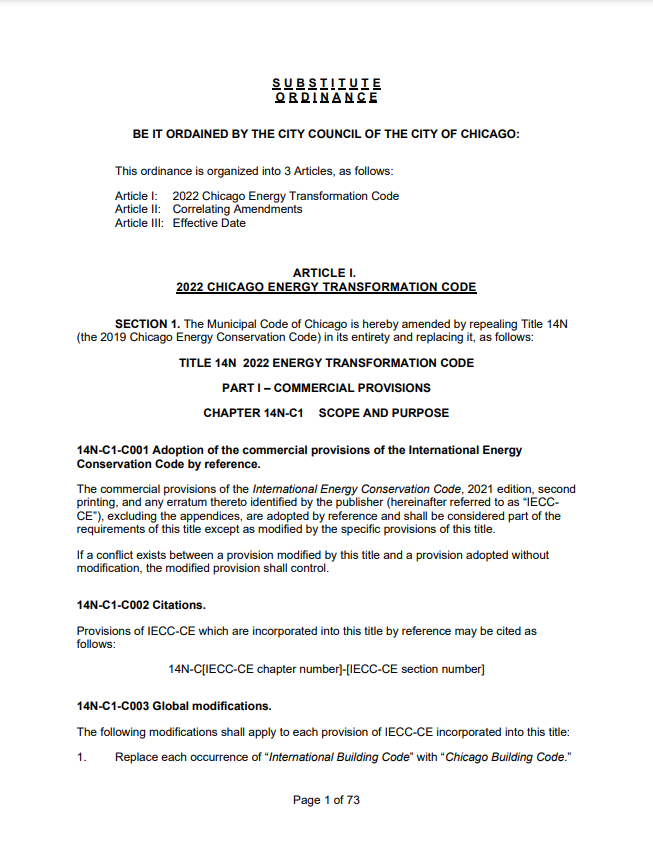 SUBSTITUTE
ORDINANCE
BE IT ORDAINED BY THE CITY COUNCIL OF THE CITY OF CHICAGO:
This ordinance is organized into 3 Articles, as follows:
Article I: 2022 Chicago Energy Transformation Code
Article II: Correlating Amendments
Article III: Effective Date
ARTICLE I.
2022 CHICAGO ENERGY TRANSFORMATION CODE
SECTION 1. The Municipal Code of Chicago is hereby amended by repealing Title 14N
(the 2019 Chicago Energy Conservation Code) in its entirety and replacing it, as follows:
TITLE 14N 2022 ENERGY TRANSFORMATION CODE
PART I – COMMERCIAL PROVISIONS
CHAPTER 14N-C1 SCOPE AND PURPOSE
14N-C1-C001 Adoption of the commercial provisions of the International Energy
Conservation Code by reference.
The commercial provisions of the International Energy Conservation Code, 2021 edition, second
printing, and any erratum thereto identified by the publisher (hereinafter referred to as “IECC-
CE”), excluding the appendices, are adopted by reference and shall be considered part of the
requirements of this title except as modified by the specific provisions of this title.
If a conflict exists between a provision modified by this title and a provision adopted without
modification, the modified provision shall control.
14N-C1-C002 Citations.
Provisions of IECC-CE which are incorporated into this title by reference may be cited as
follows:
14N-C[IECC-CE chapter number]-[IECC-CE section number]
14N-C1-C003 Global modifications.
The following modifications shall apply to each provision of IECC-CE incorporated into this title:
1. Replace each occurrence of “International Building Code” with “Chicago Building Code.”
Page 1 of 73